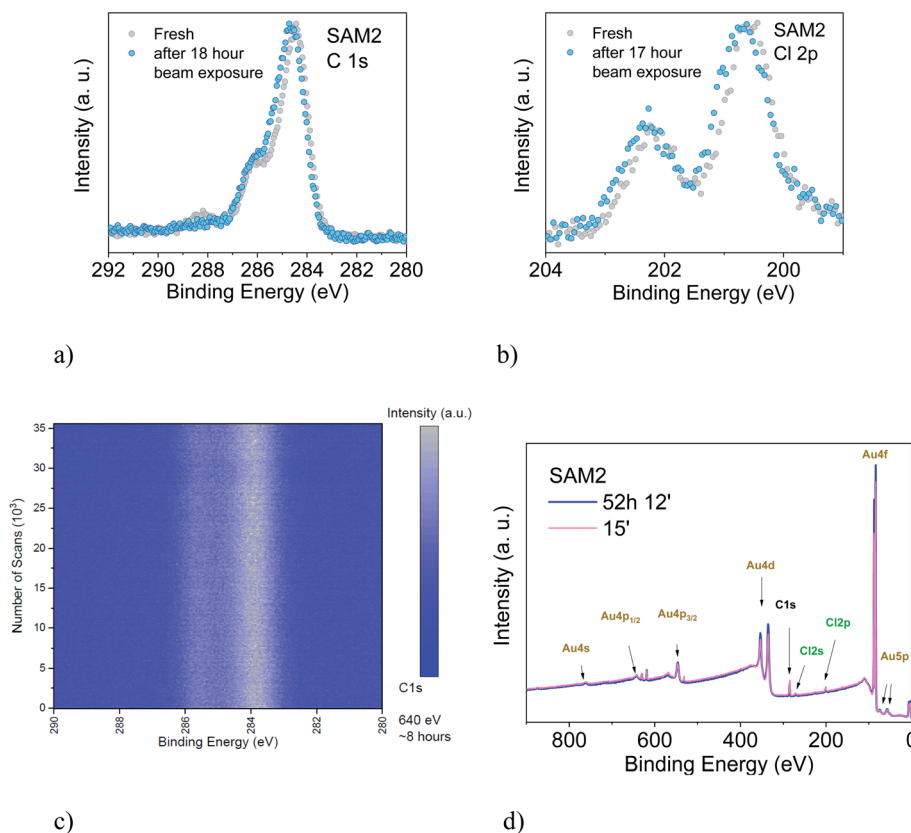 Fresh
after 18 hour
beam exposure
SAM2
C 1s
Intensity (a. u.)
292 290 288 286 284 282 280
Binding Energy (eV)
a)
Fresh
after 17 hour
beam exposure
SAM2
Cl 2p
Intensity (a. u.)
204 202 200
Binding Energy (eV)
b)
Intensity (a.u.)
35
30
25
20
15
10
5
0
Number of Scans (10³)
290 288 286 284 282 280
Binding Energy (eV)
C1s
640 eV
~8 hours
c)
SAM2
52h 12'
15'
Au4f
Au4d
C1s
Cl2p
Au4p3/2
Au4p1/2
Cl2s
Au4s
Au5p
Intensity (a. u.)
800 600 400 200 0
Binding Energy (eV)
d)